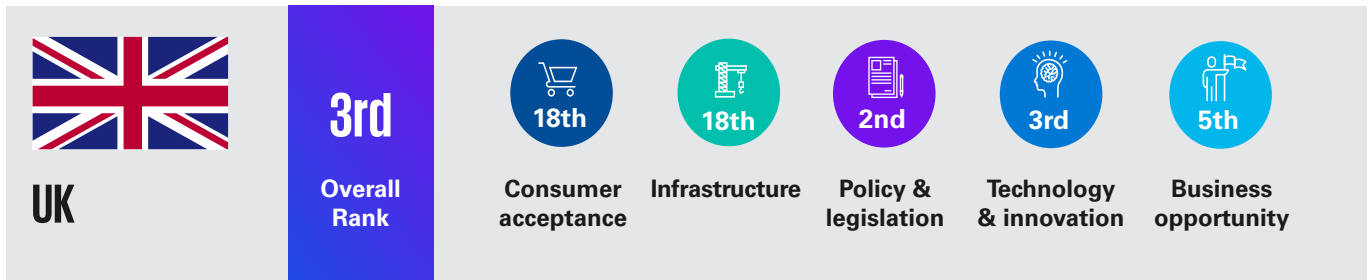 UK
3rd
Overall
Rank
18th
Consumer
acceptance
18th
Infrastructure
2nd
Policy &
legislation
3rd
Technology
& innovation
5th
Business
opportunity